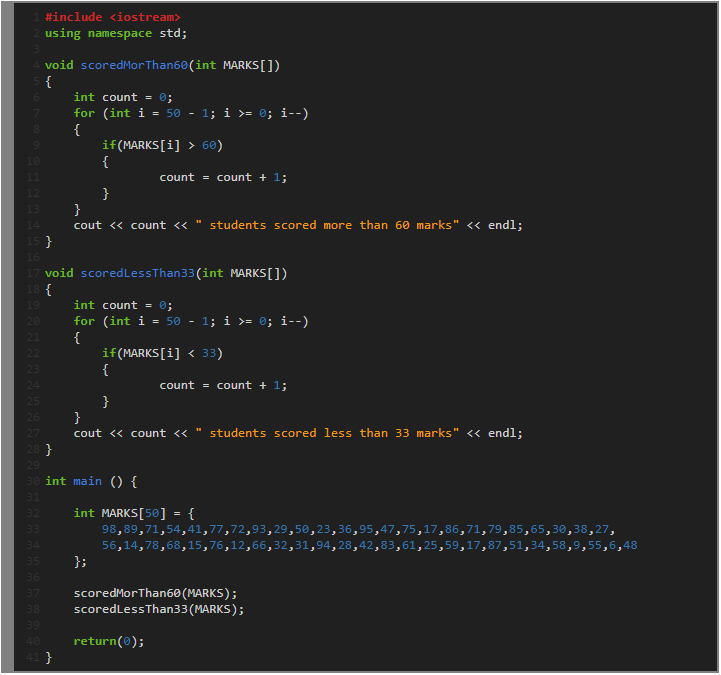 1 #include <iostream>
2 using namespace std;
3
4 void scoredMorThan60(int MARKS[])
5 {
6     int count = 0;
7     for (int i = 50 - 1; i >= 0; i--)
8     {
9         if(MARKS[i] > 60)
10         {
11                 count = count + 1;
12         }
13     }
14     cout << count << " students scored more than 60 marks" << endl;
15 }
16
17 void scoredLessThan33(int MARKS[])
18 {
19     int count = 0;
20     for (int i = 50 - 1; i >= 0; i--)
21     {
22         if(MARKS[i] < 33)
23         {
24                 count = count + 1;
25         }
26     }
27     cout << count << " students scored less than 33 marks" << endl;
28 }
29
30 int main () {
31
32     int MARKS[50] = {
33         98,89,71,54,41,77,72,93,29,50,23,36,95,47,75,17,86,71,79,85,65,30,38,27,
34         56,14,78,68,15,76,12,66,32,31,94,28,42,83,61,25,59,17,87,51,34,58,9,55,6,48
35     };
36
37     scoredMorThan60(MARKS);
38     scoredLessThan33(MARKS);
39
40     return(0);
41 }